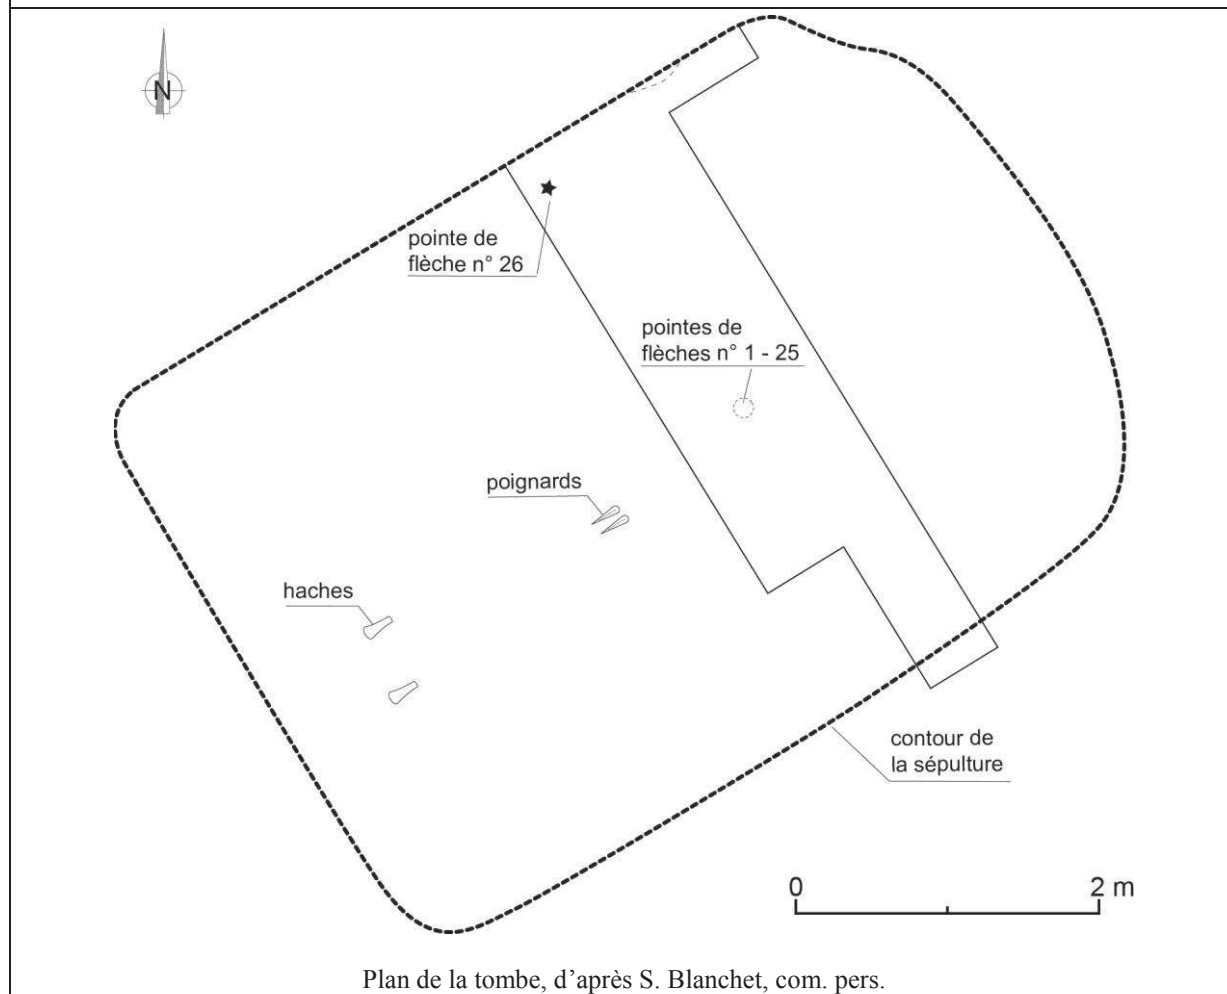 N
pointe de
flèche n° 26
pointes de
flèches n° 1 - 25
poignards
haches
contour de
la sépulture
0 2 m
Plan de la tombe, d’après S. Blanchet, com. pers.